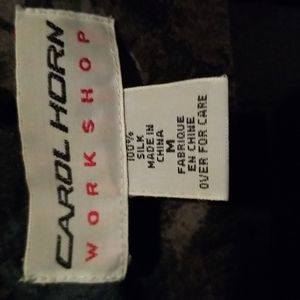 CAROL HORN
WORKSHOP
100%
SILK
MADE IN
CHINA
M
FABRIQUE
EN CHINE
OVER FOR CARE